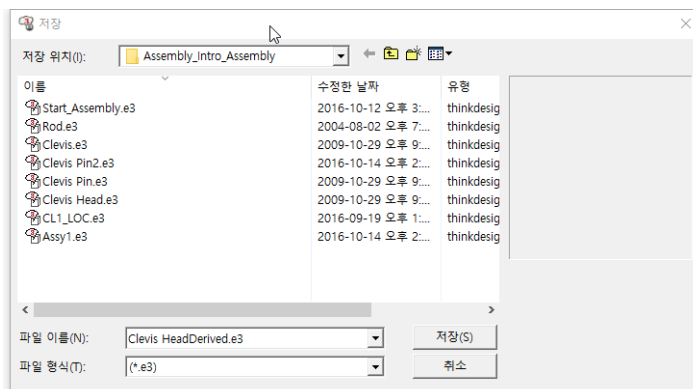 저장
저장 위치(I): Assembly_Intro_Assembly
이름 수정한 날짜 유형
Start_Assembly.e3 2016-10-12 오후 3:... thinkdesig
Rod.e3 2004-08-02 오후 7:... thinkdesig
Clevis.e3 2009-10-29 오후 9:... thinkdesig
Clevis Pin2.e3 2016-10-14 오후 2:... thinkdesig
Clevis Pin.e3 2009-10-29 오후 9:... thinkdesig
Clevis Head.e3 2009-10-29 오후 9:... thinkdesig
CL1_LOC.e3 2016-09-19 오후 1:... thinkdesig
Assy1.e3 2016-10-14 오후 2:... thinkdesig
파일 이름(N): Clevis HeadDerived.e3 저장(S)
파일 형식(T): (*.e3) 취소